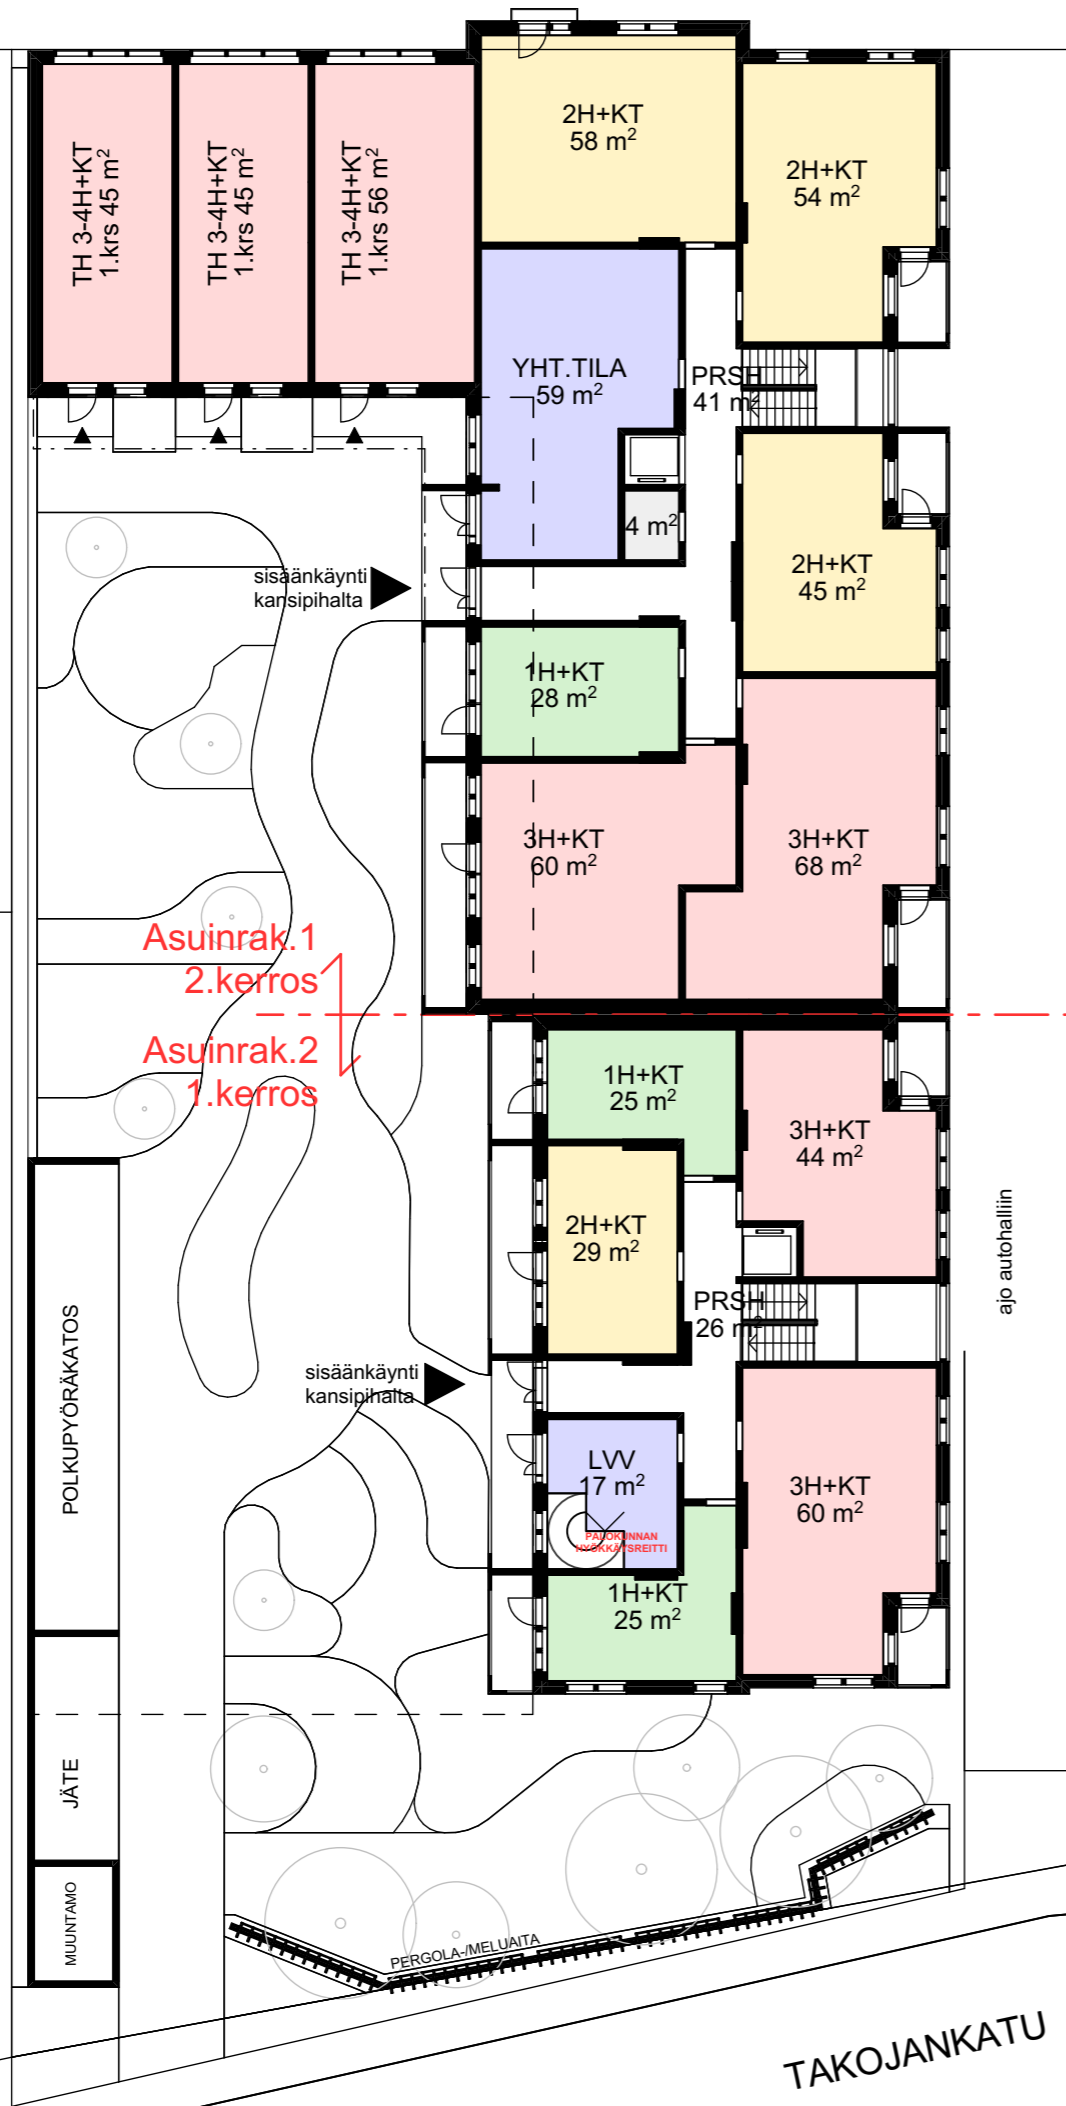 TH 3-4H+KT
1.krs 45 m²
TH 3-4H+KT
1.krs 45 m²
TH 3-4H+KT
1.krs 56 m²
2H+KT
58 m²
2H+KT
54 m²
YHT.TILA
59 m²
PRSH
41 m²
4 m²
2H+KT
45 m²
sisäänkäynti
kansipihalta
1H+KT
28 m²
3H+KT
60 m²
3H+KT
68 m²
Asuinrak.1
2.kerros
Asuinrak.2
1.kerros
1H+KT
25 m²
3H+KT
44 m²
2H+KT
29 m²
ajo autohalliin
PRSH
26 m²
sisäänkäynti
kansipihalta
POLKUPYÖRÄKATOS
LVV
17 m²
PALOKUNNAN
HYÖKKÄYSREITTI
3H+KT
60 m²
1H+KT
25 m²
JÄTE
MUUNTAMO
PERGOLA-/MELUAITA
TAKOJANKATU